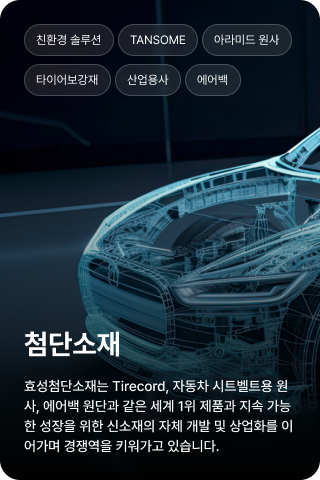 친환경 솔루션
TANSOME
아라미드 원사
타이어보강재
산업용사
에어백
첨단소재
효성첨단소재는 Tirecord, 자동차 시트벨트용 원
사, 에어백 원단과 같은 세계 1위 제품과 지속 가능
한 성장을 위한 신소재의 자체 개발 및 상업화를 이
어가며 경쟁역을 키워가고 있습니다.